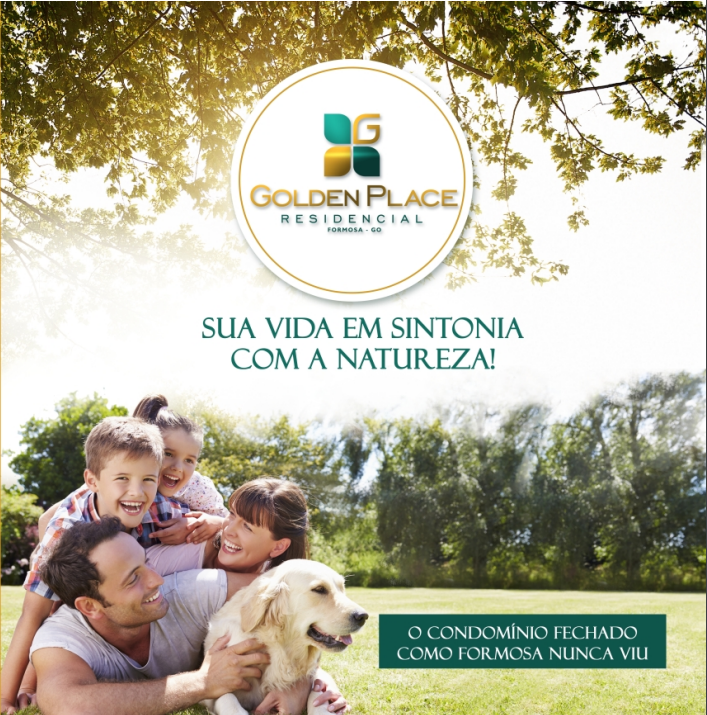 G
GOLDEN PLACE
RESIDENCIAL
FORMOSA - GO
SUA VIDA EM SINTONIA
COM A NATUREZA!
O CONDOMÍNIO FECHADO
COMO FORMOSA NUNCA VIU